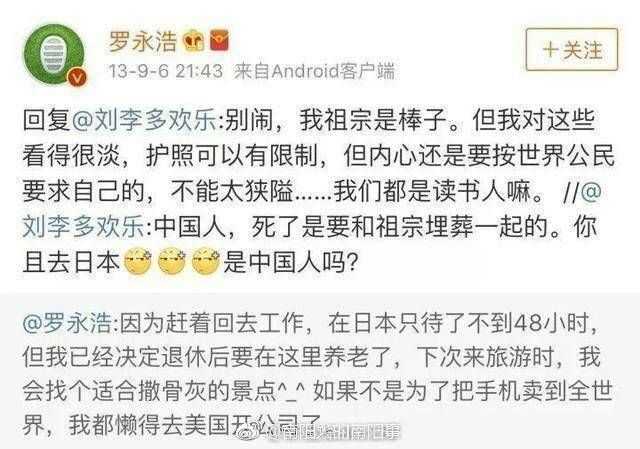 罗永浩
+关注
13-9-6 21:43 来自Android客户端
回复@刘李多欢乐:别闹，我祖宗是棒子。但我对这些
看得很淡，护照可以有限制，但内心还是要按世界公民
要求自己的，不能太狭隘……我们都是读书人嘛。//@
刘李多欢乐:中国人，死了是要和祖宗埋葬一起的。你
且去日本是中国人吗?
@罗永浩:因为赶着回去工作，在日本只待了不到48小时，
但我已经决定退休后要在这里养老了，下次来旅游时，我
会找个适合撒骨灰的景点^_^ 如果不是为了把手机卖到全世
界，我都懒得去美国开公司了。